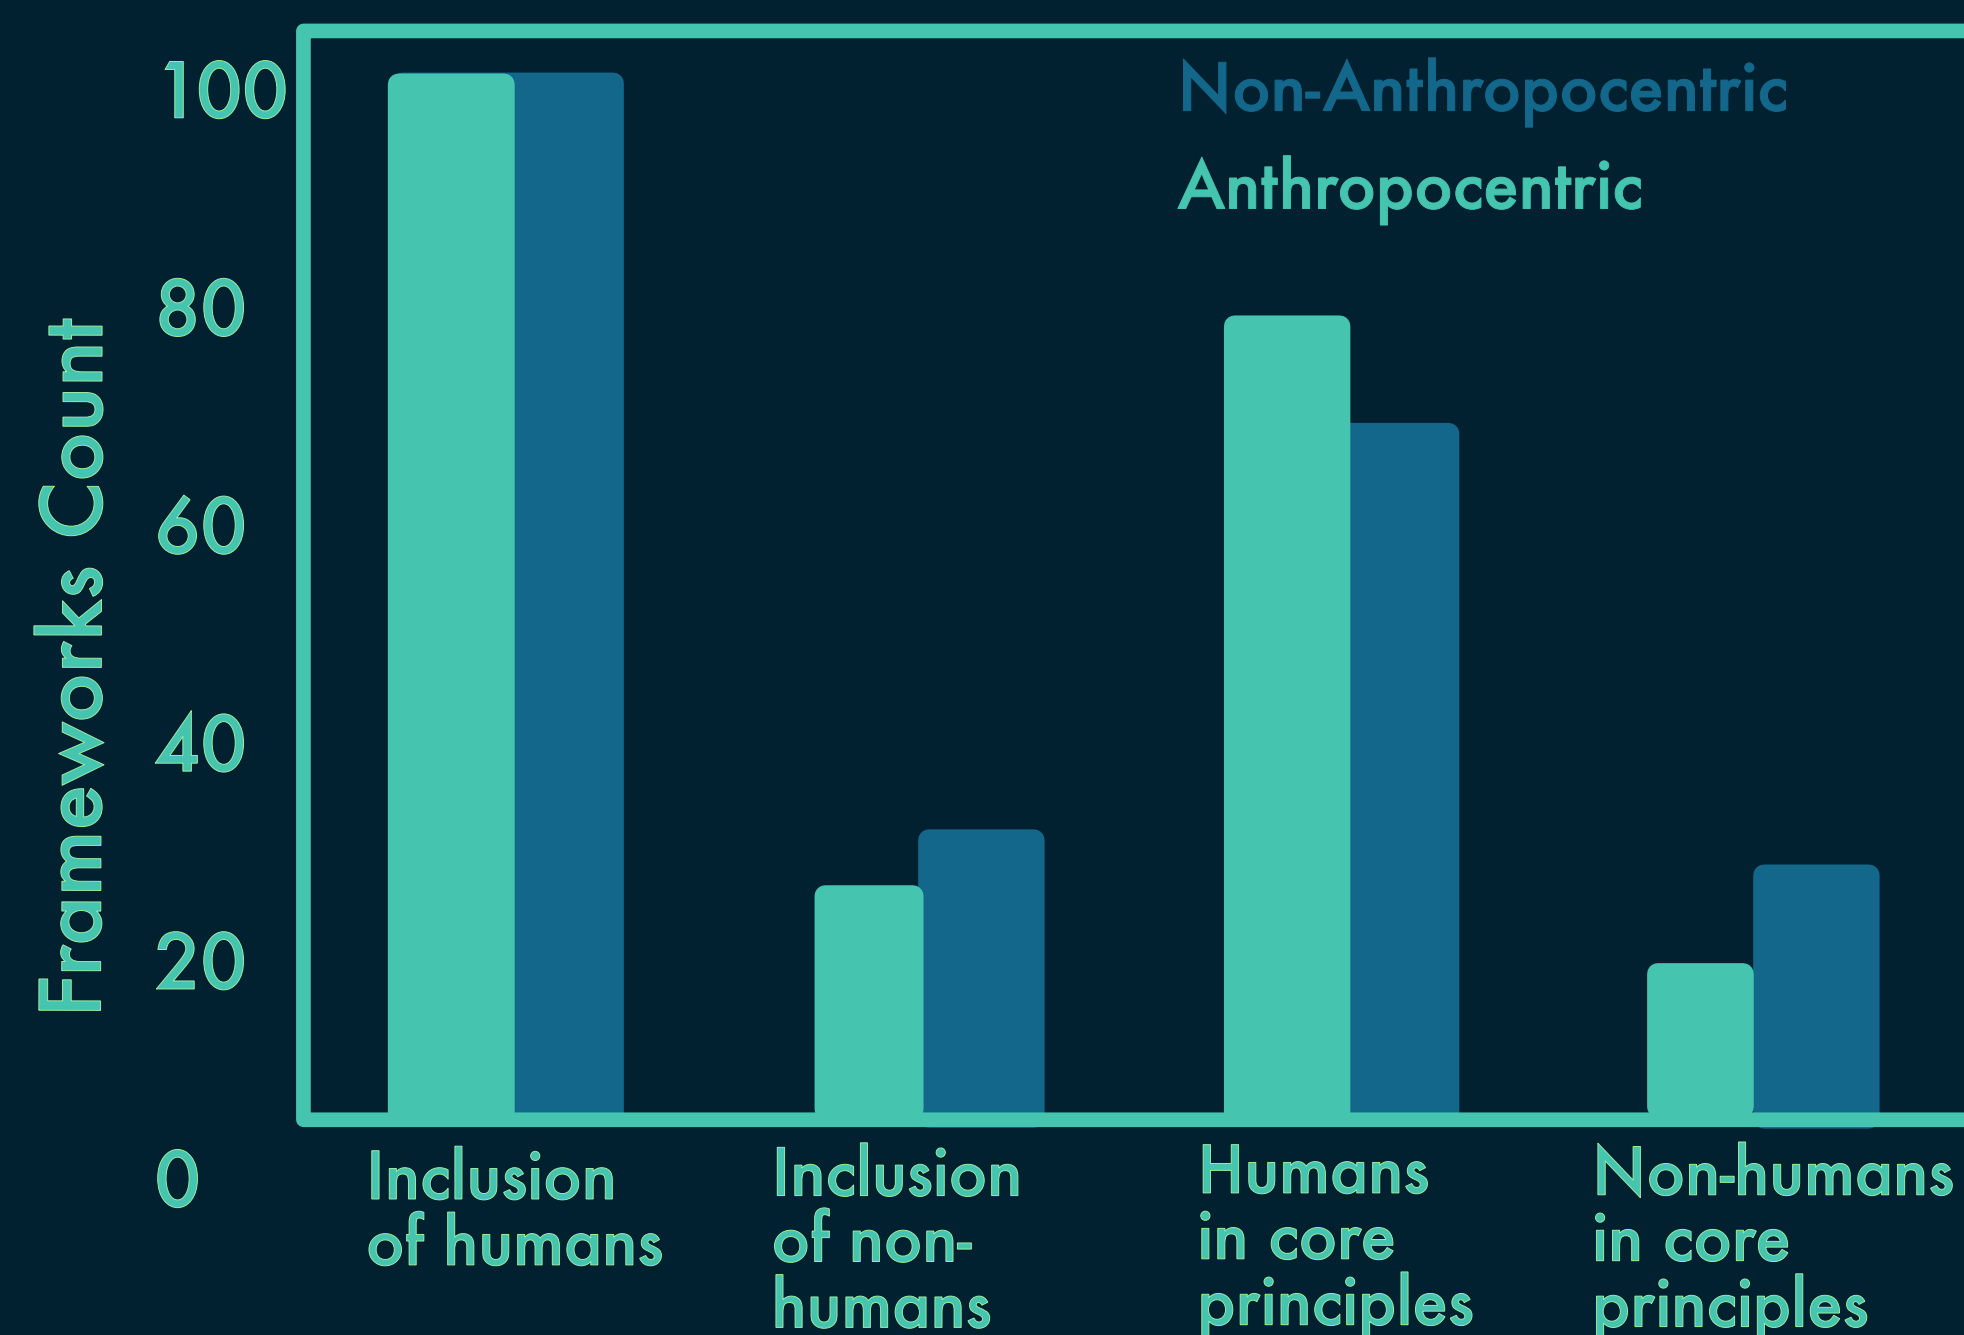 100
80
60
40
20
0
Frameworks Count
Non-Anthropocentric
Anthropocentric
Inclusion
of humans
Inclusion
of non-
humans
Humans
in core
principles
Non-humans
in core
principles